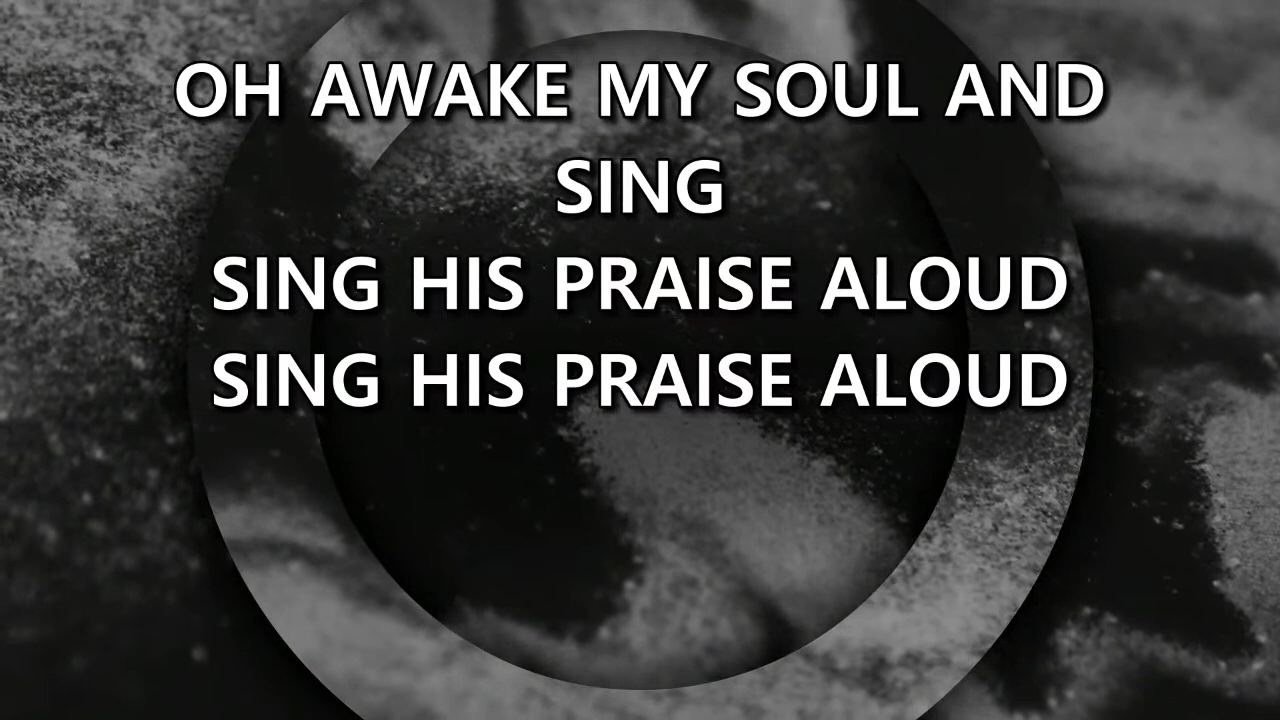 OH AWAKE MY SOUL AND
SING
SING HIS PRAISE ALOUD
SING HIS PRAISE ALOUD